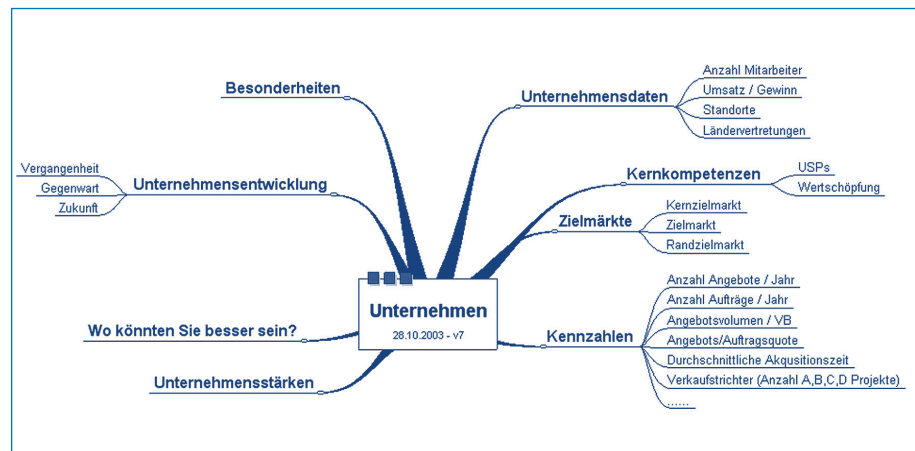 Besonderheiten
Unternehmensentwicklung
Vergangenheit
Gegenwart
Zukunft
Wo könnten Sie besser sein?
Unternehmensstärken
Unternehmen
28.10.2003 - v7
Unternehmensdaten
Anzahl Mitarbeiter
Umsatz / Gewinn
Standorte
Ländervertretungen
Kernkompetenzen
USPs
Wertschöpfung
Zielmärkte
Kernzielmarkt
Zielmarkt
Randzielmarkt
Kennzahlen
Anzahl Angebote / Jahr
Anzahl Aufträge / Jahr
Angebotsvolumen / VB
Angebots/Auftragsquote
Durchschnittliche Akqusitionszeit
Verkaufstrichter (Anzahl A,B,C,D Projekte)
......